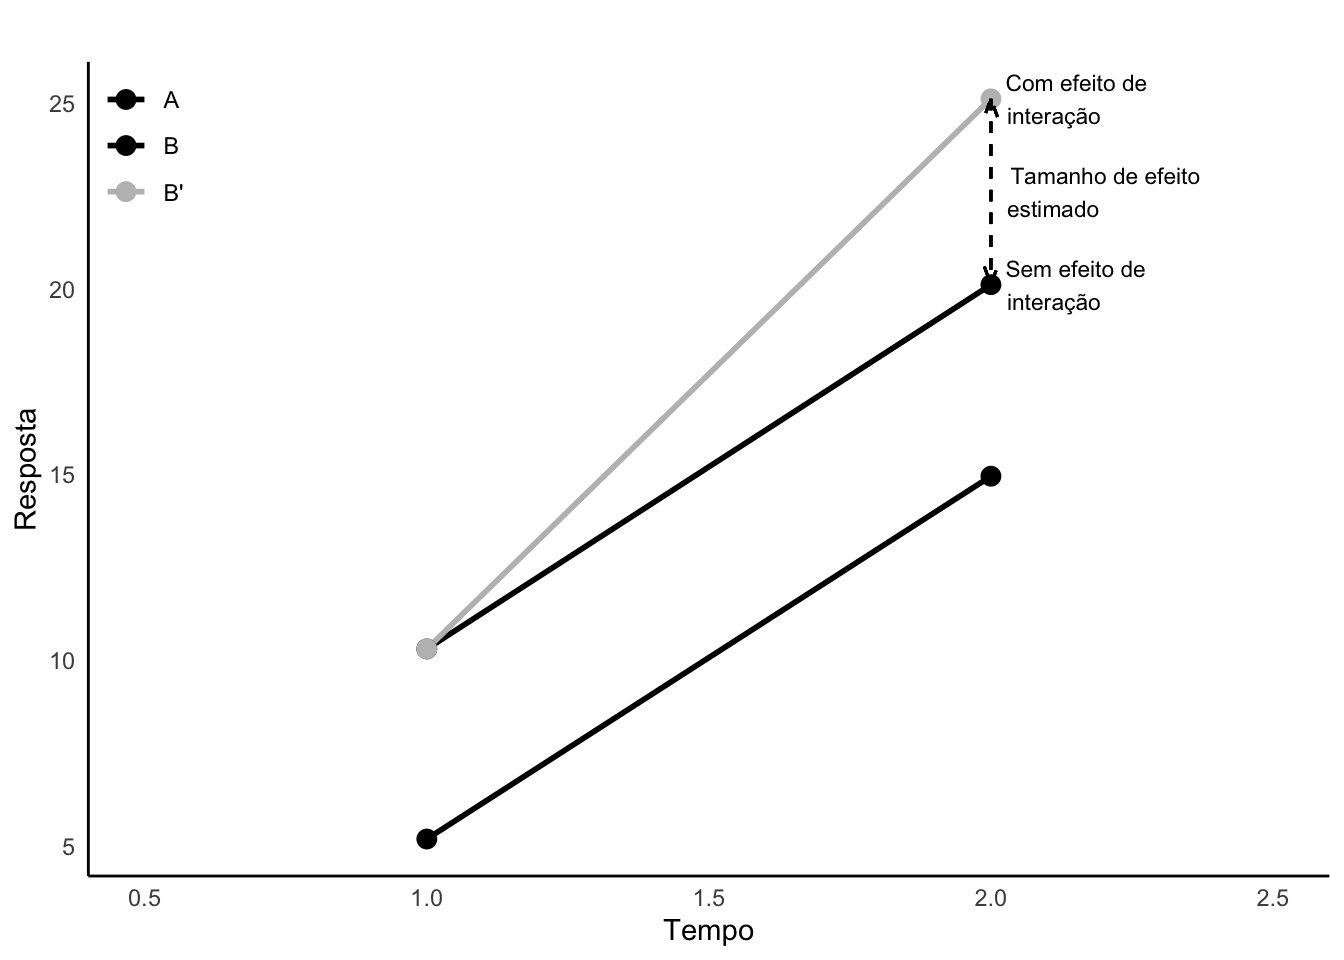 A
B
B'
Com efeito de
interação
Tamanho de efeito
estimado
Sem efeito de
interação
25
20
15
10
5
Resposta
0.5
1.0
1.5
2.0
2.5
Tempo